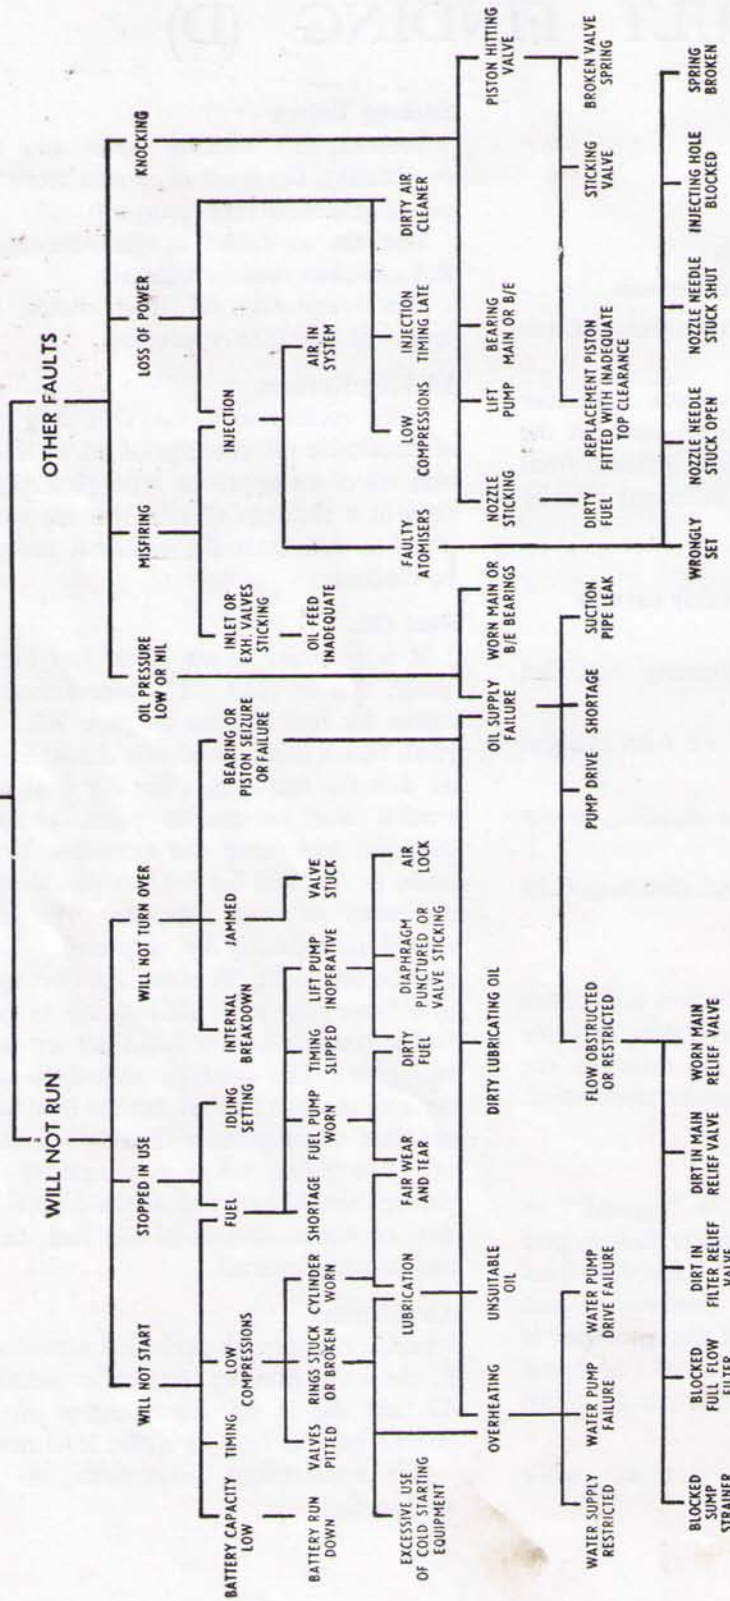 FINDING (D)
WILL NOT RUN
OTHER FAULTS
WILL NOT START
STOPPED IN USE
WILL NOT TURN OVER
OIL PRESSURE
LOW OR NIL
MISFIRING
LOSS OF POWER
KNOCKING
BATTERY CAPACITY
LOW
TIMING
LOW
COMPRESSIONS
FUEL
IDLING
SETTING
INTERNAL
BREAKDOWN
JAMMED
BEARING OR
PISTON SEIZURE
OR FAILURE
INLET OR
EXH. VALVES
STICKING
INJECTION
BATTERY RUN
DOWN
VALVES
PITTED
RINGS STUCK
OR BROKEN
CYLINDER
WORN
SHORTAGE
FUEL PUMP
WORN
TIMING
SLIPPED
LIFT PUMP
INOPERATIVE
VALVE
STUCK
OIL FEED
INADEQUATE
AIR IN
SYSTEM
EXCESSIVE USE
OF COLD STARTING
EQUIPMENT
LUBRICATION
FAIR WEAR
AND TEAR
DIRTY
FUEL
DIAPHRAGM
PUNCTURED OR
VALVE STICKING
AIR
LOCK
FAULTY
ATOMISERS
LOW
COMPRESSIONS
INJECTION
TIMING LATE
DIRTY AIR
CLEANER
OVERHEATING
UNSUITABLE
OIL
DIRTY LUBRICATING OIL
OIL SUPPLY
FAILURE
WORN MAIN OR
B/E BEARINGS
NOZZLE
STICKING
LIFT
PUMP
BEARING
MAIN OR B/E
PISTON HITTING
VALVE
WATER SUPPLY
RESTRICTED
WATER PUMP
FAILURE
WATER PUMP
DRIVE FAILURE
FLOW OBSTRUCTED
OR RESTRICTED
PUMP DRIVE
SHORTAGE
SUCTION
PIPE LEAK
DIRTY
FUEL
REPLACEMENT PISTON
FITTED WITH INADEQUATE
TOP CLEARANCE
STICKING
VALVE
BROKEN VALVE
SPRING
BLOCKED
SUMP
STRAINER
BLOCKED
FULL FLOW
FILTER
DIRT IN
FILTER RELIEF
VALVE
DIRT IN MAIN
RELIEF VALVE
WORN MAIN
RELIEF VALVE
WRONGLY
SET
NOZZLE NEEDLE
STUCK OPEN
NOZZLE NEEDLE
STUCK SHUT
INJECTING HOLE
BLOCKED
SPRING
BROKEN